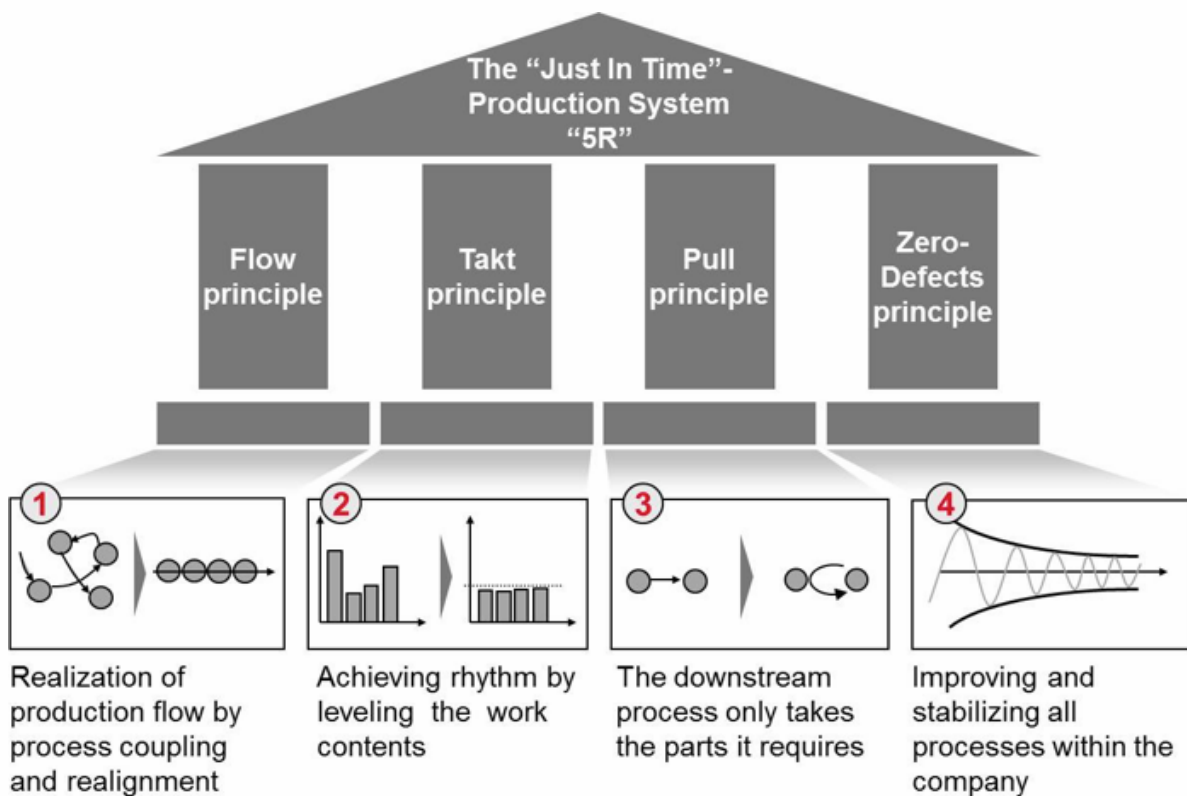 The “Just In Time”-
Production System
“5R”
Flow
principle
Takt
principle
Pull
principle
Zero-
Defects
principle
1
2
3
4
Realization of
production flow by
process coupling
and realignment
Achieving rhythm by
leveling the work
contents
The downstream
process only takes
the parts it requires
Improving and
stabilizing all
processes within the
company